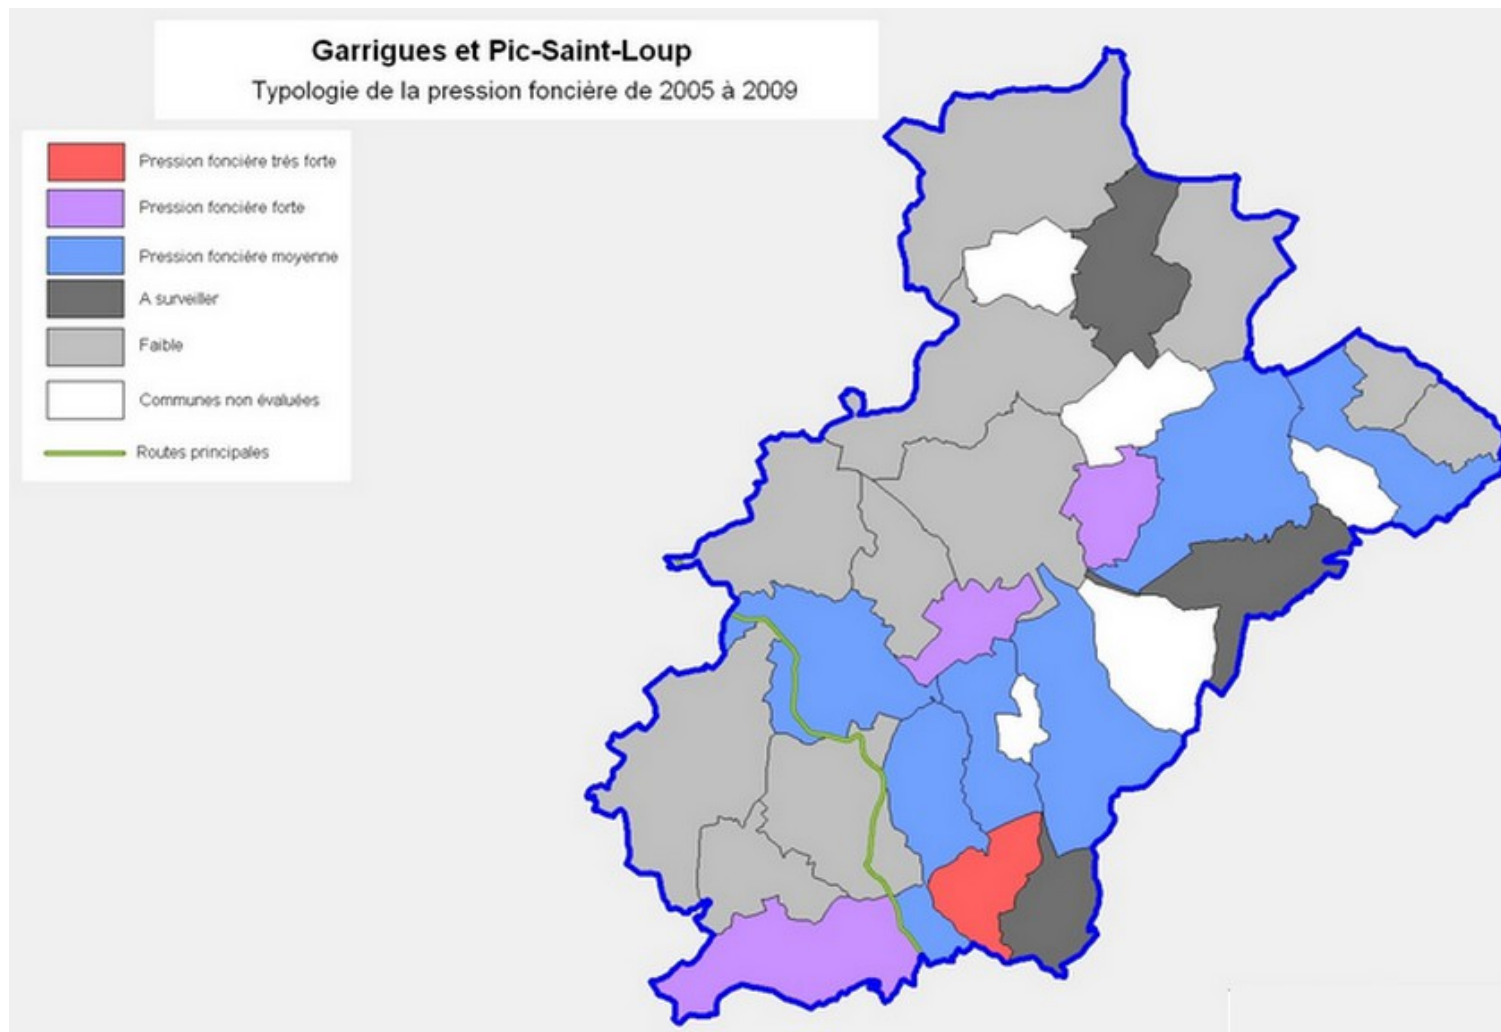 Garrigues et Pic-Saint-Loup
Typologie de la pression foncière de 2005 à 2009
Pression foncière trés forte
Pression foncière forte
Pression foncière moyenne
A surveiller
Faible
Communes non évaluées
Routes principales